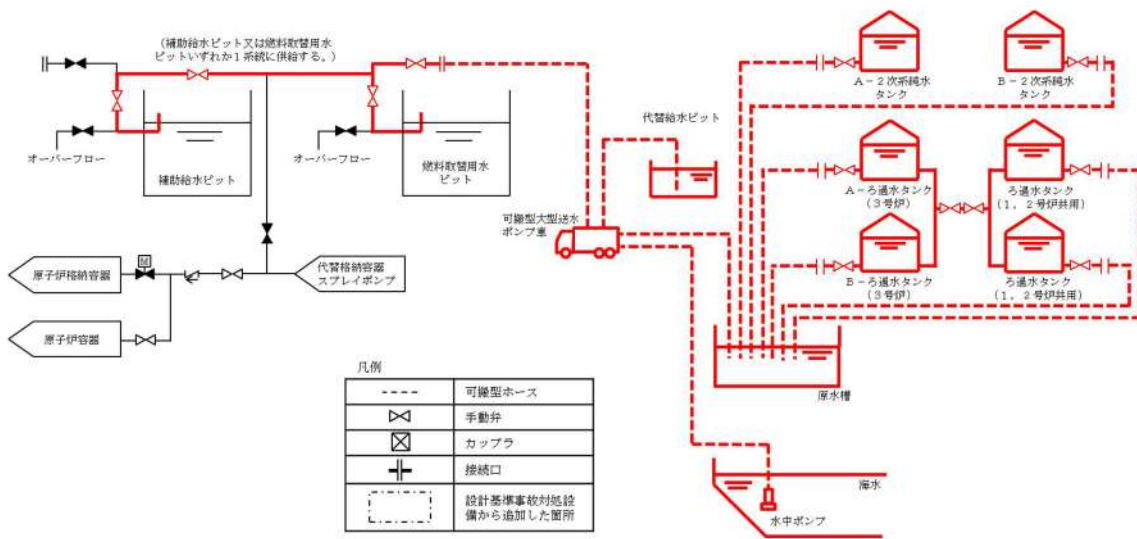 (補助給水ピット又は燃料取替用水
ピットいずれか1系統に供給する。)
オーバーフロー
補助給水ピット
オーバーフロー
燃料取替用水
ピット
代替給水ピット
可搬型大型送水
ポンプ車
A-2次系純水
タンク
B-2次系純水
タンク
A-ろ過水タンク
(3号炉)
ろ過水タンク
(1,2号炉共用)
B-ろ過水タンク
(3号炉)
ろ過水タンク
(1,2号炉共用)
M
原子炉格納容器
代替格納容器
スプレイポンプ
原子炉容器
原水槽
海水
水中ポンプ
凡例
可搬型ホース
手動弁
カップラ
接続口
設計基準事故対処設
備から追加した箇所